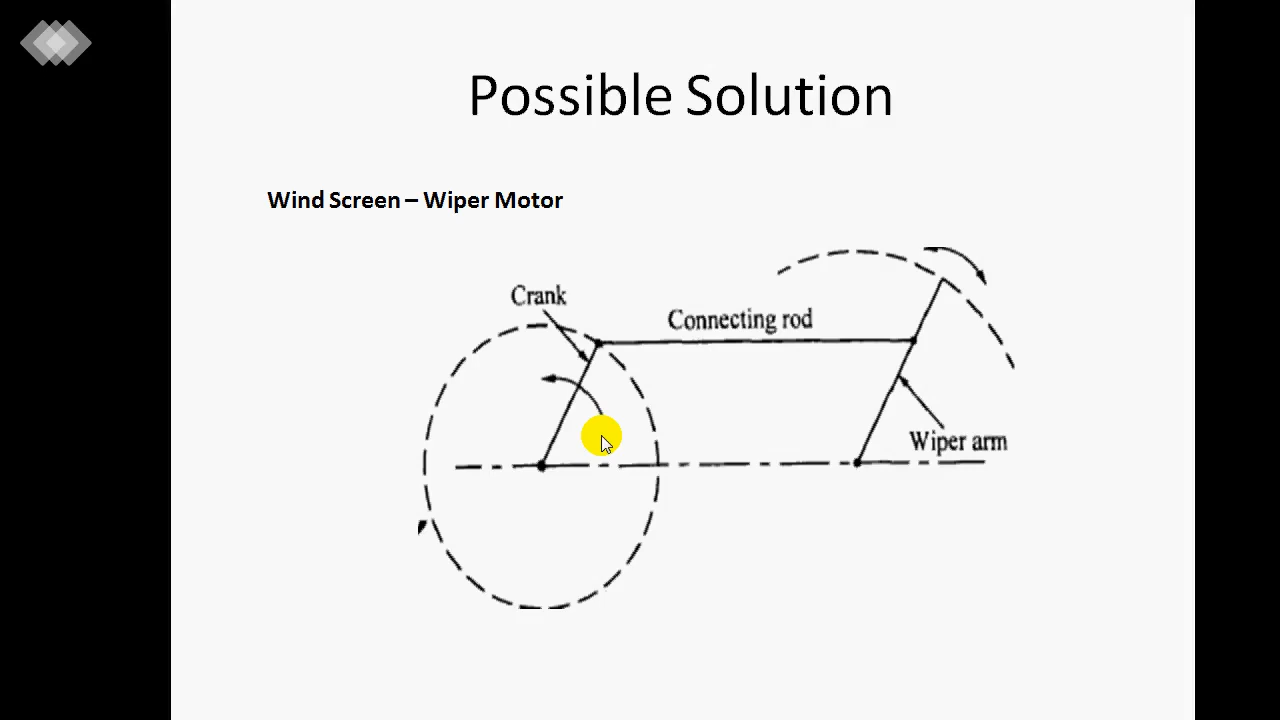 Possible Solution
Wind Screen – Wiper Motor
Crank
Connecting rod
Wiper arm